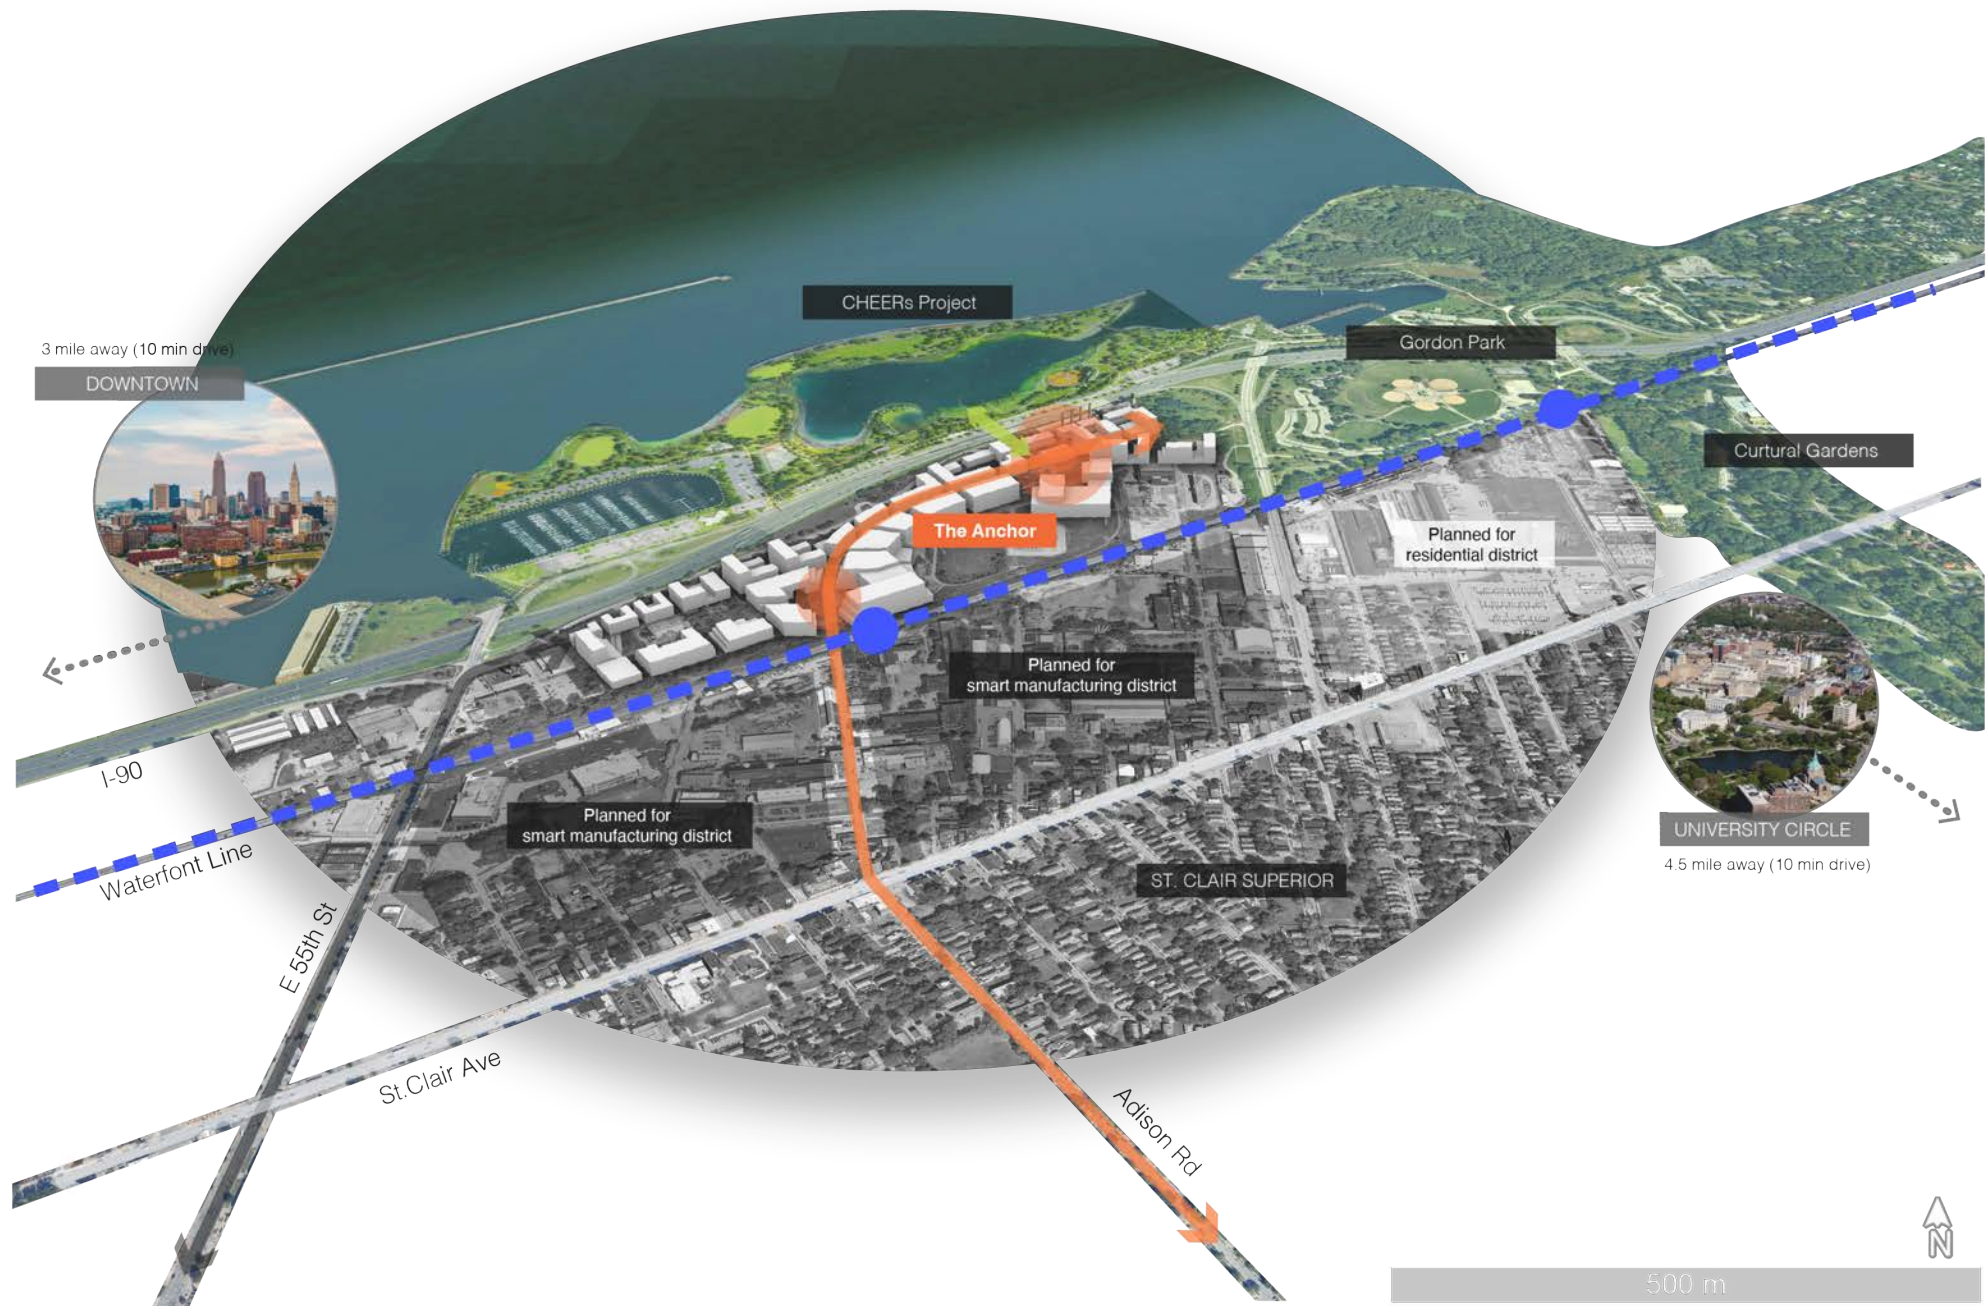 CHEERs Project
Gordon Park
3 mile away (10 min drive)
DOWNTOWN
Curtural Gardens
The Anchor
Planned for
residential district
Planned for
smart manufacturing district
I-90
Planned for
smart manufacturing district
UNIVERSITY CIRCLE
4.5 mile away (10 min drive)
Waterfont Line
ST. CLAIR SUPERIOR
E 55th St
St.Clair Ave
Adison Rd
N
500 m